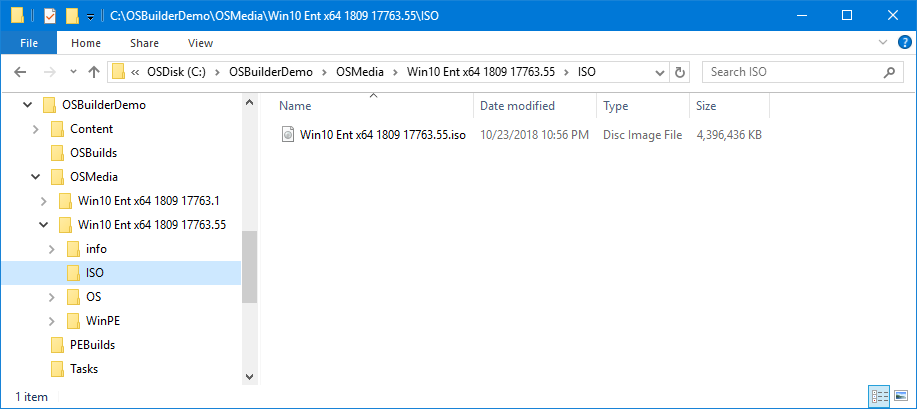 C:\OSBuilderDemo\OSMedia\Win10 Ent x64 1809 17763.55\ISO
File Home Share View
OSDisk (C:) OSBuilderDemo OSMedia Win10 Ent x64 1809 17763.55 ISO Search ISO
OSBuilderDemo
Content
OSBuilds
OSMedia
Win10 Ent x64 1809 17763.1
Win10 Ent x64 1809 17763.55
info
ISO
OS
WinPE
PEBuilds
Tasks
Name Date modified Type Size
Win10 Ent x64 1809 17763.55.iso 10/23/2018 10:56 PM Disc Image File 4,396,436 KB
1 item